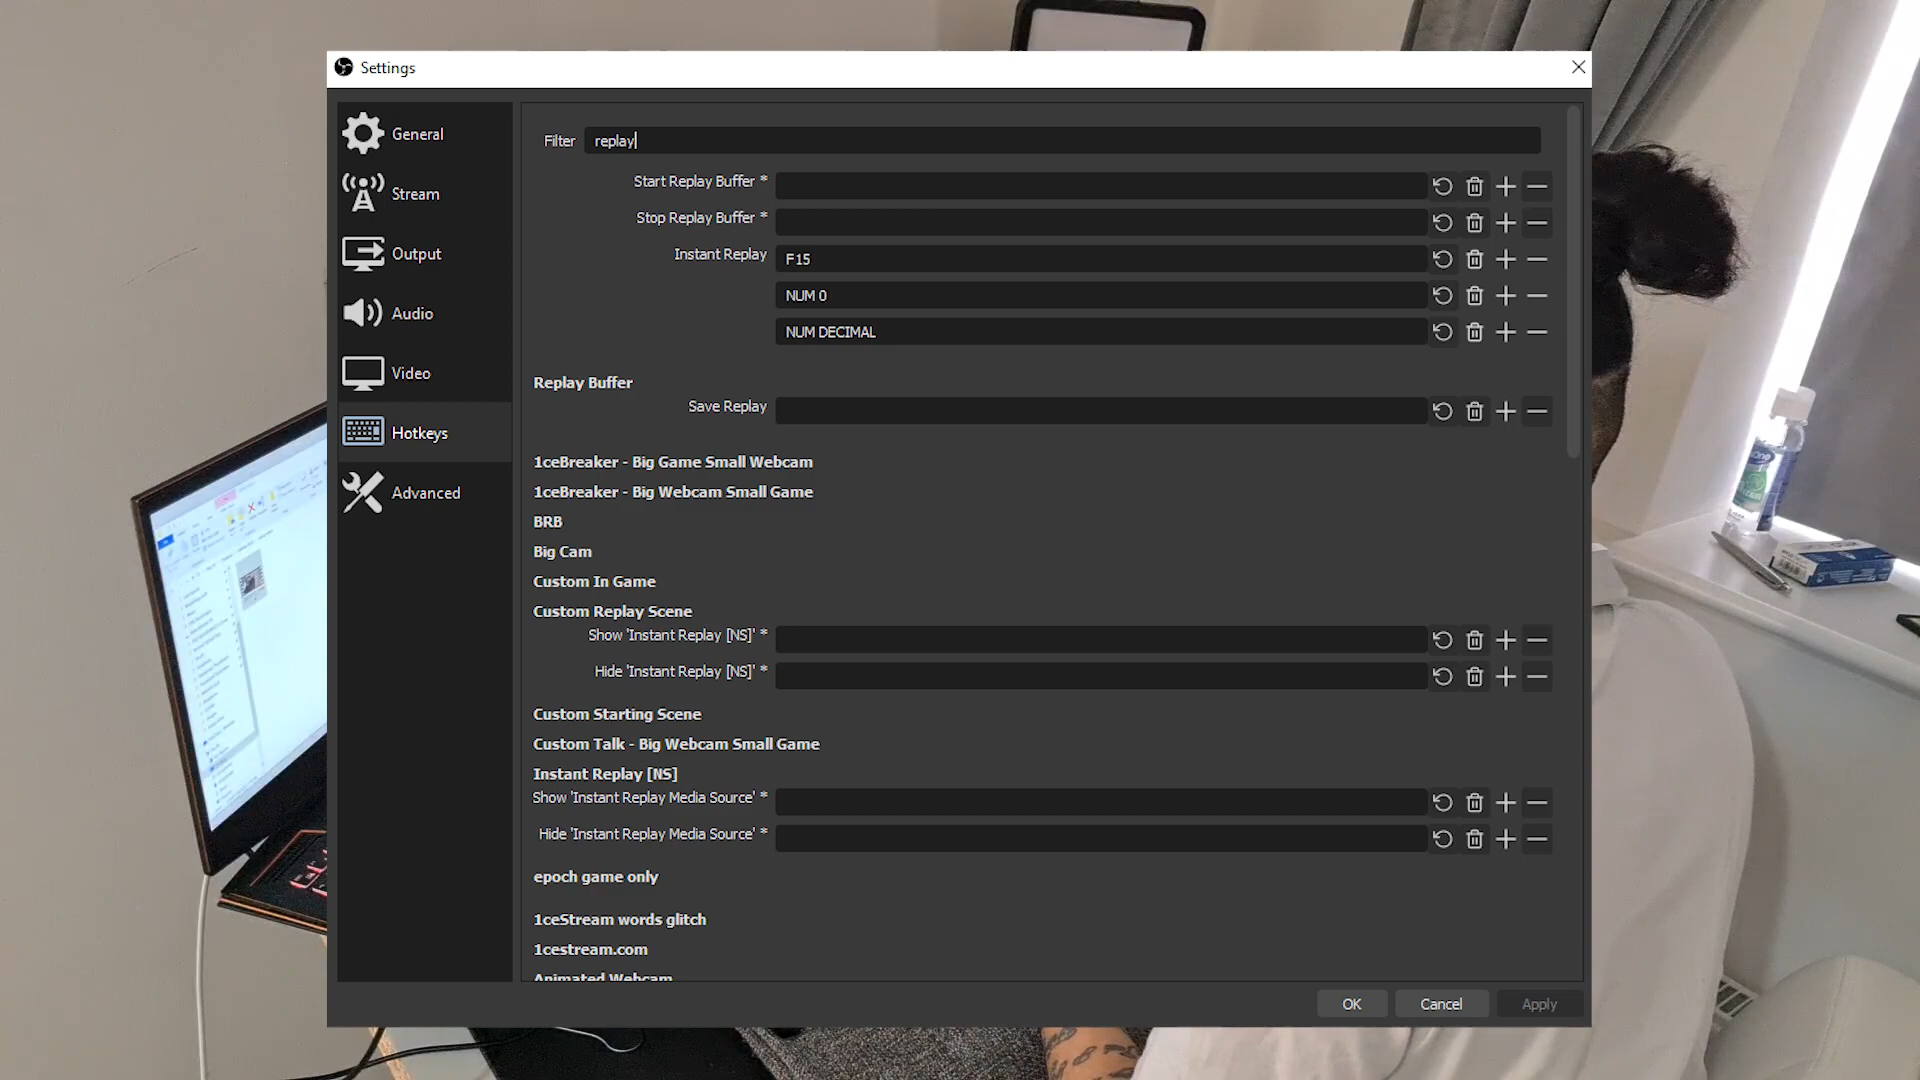 Settings
General
Stream
Output
Audio
Video
Hotkeys
Advanced
Filter replay
Start Replay Buffer *
Stop Replay Buffer *
Instant Replay F15
NUM 0
NUM DECIMAL
Replay Buffer
Save Replay
1ceBreaker - Big Game Small Webcam
1ceBreaker - Big Webcam Small Game
BRB
Big Cam
Custom In Game
Custom Replay Scene
Show 'Instant Replay [NS]' *
Hide 'Instant Replay [NS]' *
Custom Starting Scene
Custom Talk - Big Webcam Small Game
Instant Replay [NS]
Show 'Instant Replay Media Source' *
Hide 'Instant Replay Media Source' *
epoch game only
1ceStream words glitch
1cestream.com
Animated Webcam
OK Cancel Apply